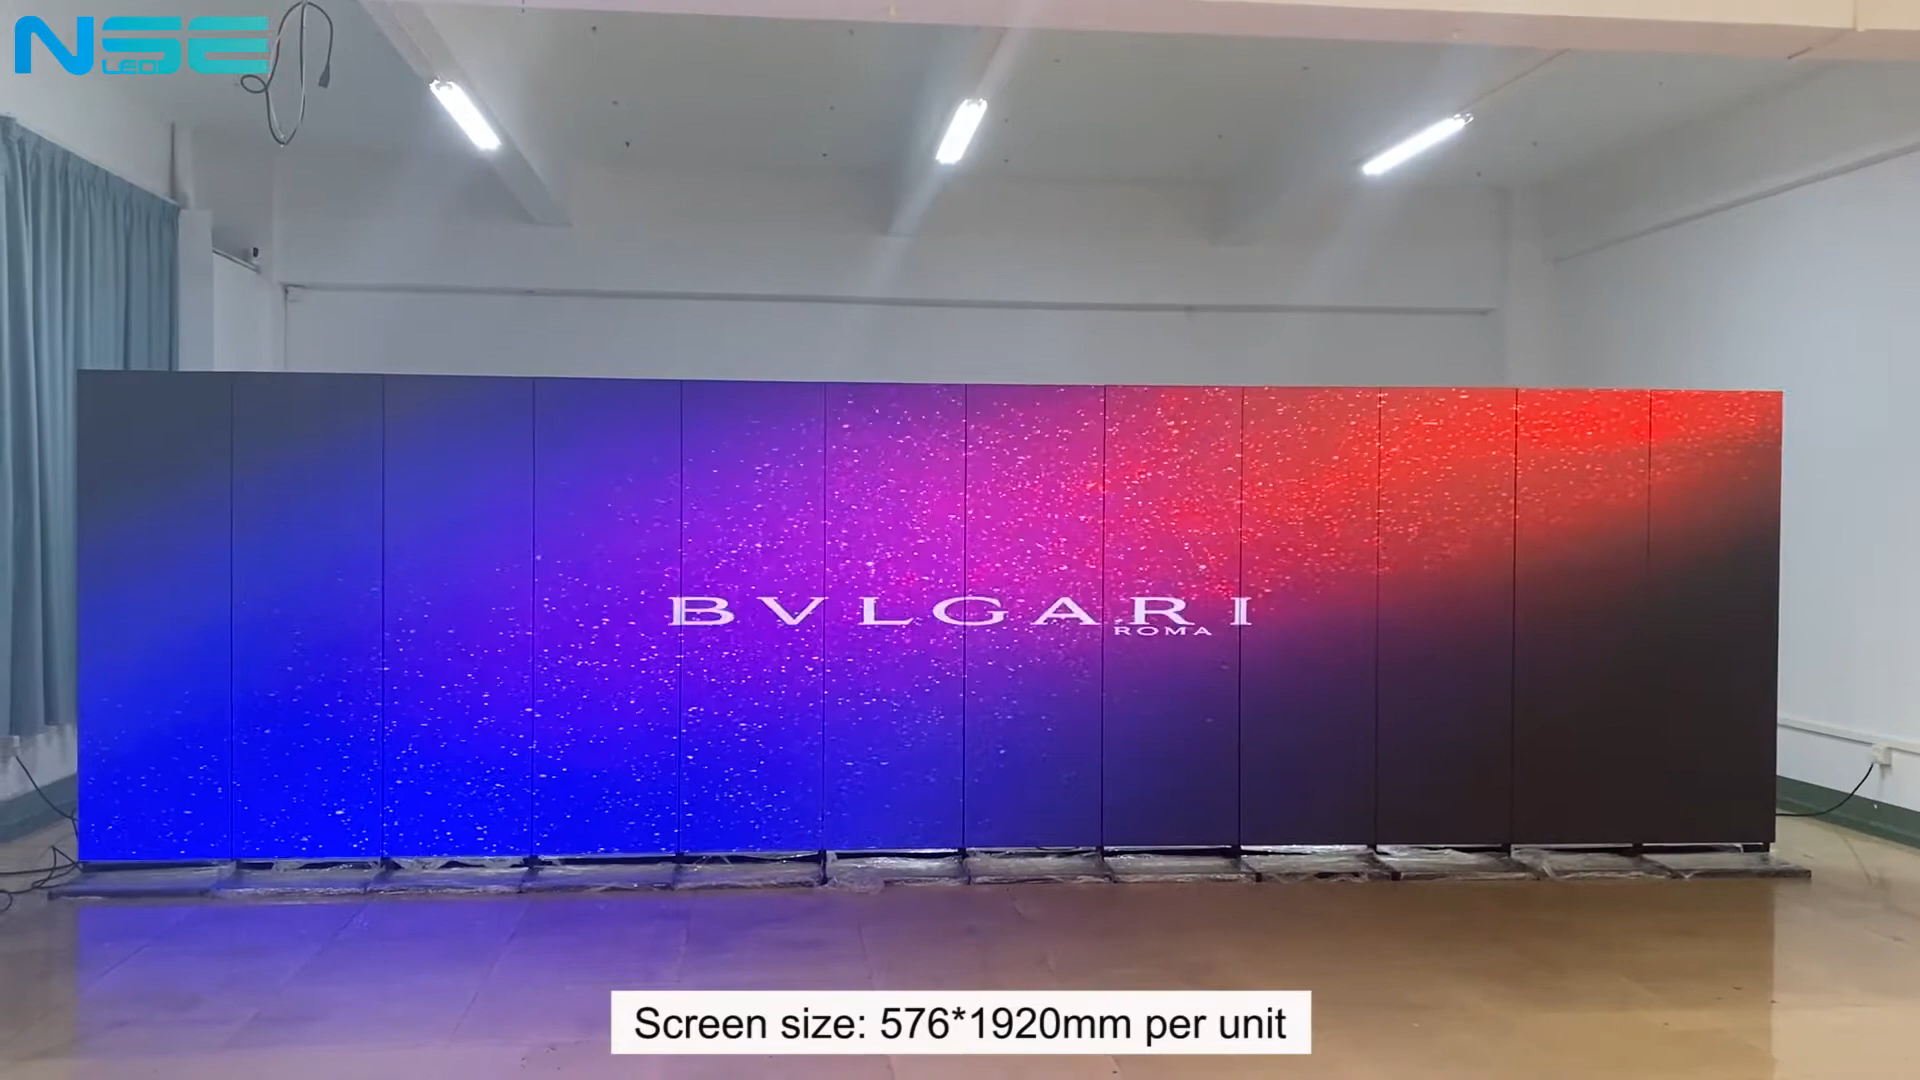 NSE
LED
BVLGARI
ROMA
Screen size: 576*1920mm per unit